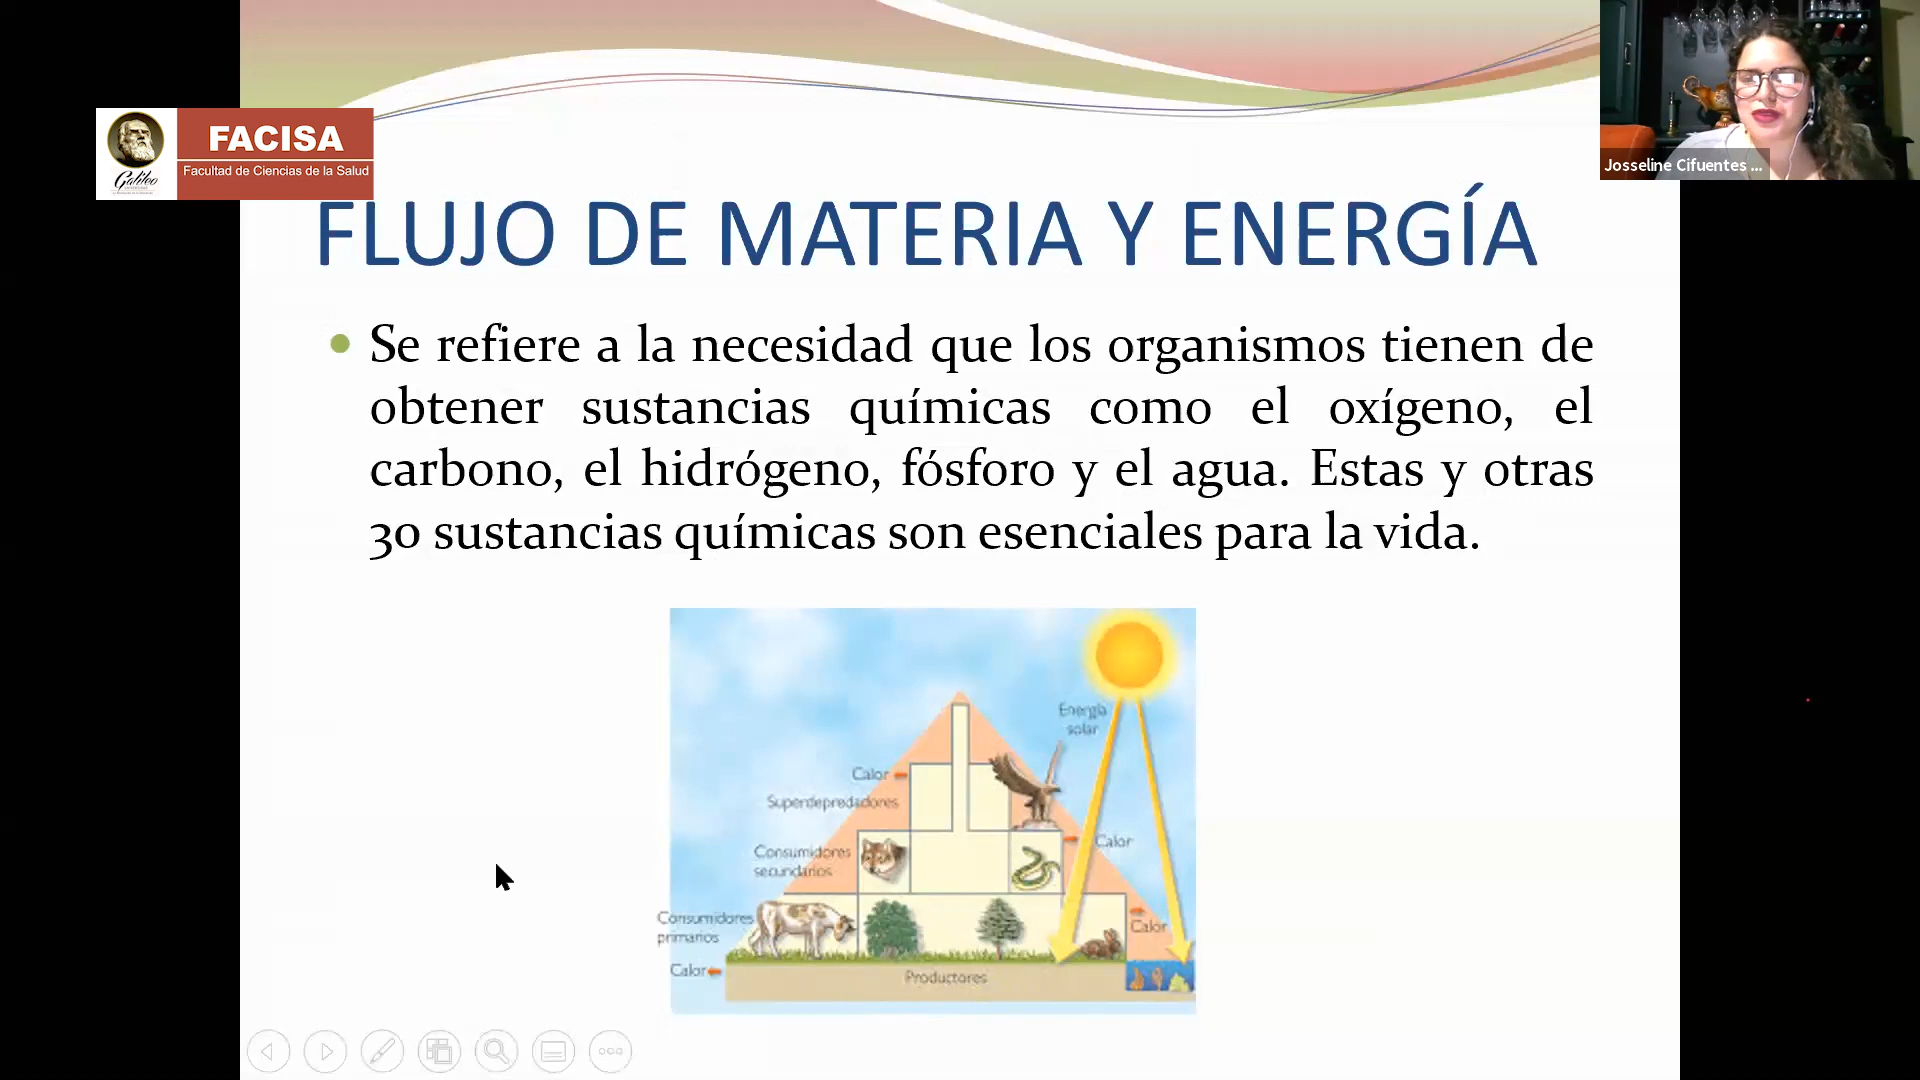 FACISA
Facultad de Ciencias de la Salud
Galileo
Josseline Cifuentes ...
FLUJO DE MATERIA Y ENERGÍA
Se refiere a la necesidad que los organismos tienen de
obtener sustancias químicas como el oxígeno, el
carbono, el hidrógeno, fósforo y el agua. Estas y otras
30 sustancias químicas son esenciales para la vida.
Energía
solar
Calor
Superdepredadores
Calor
Consumidores
secundarios
Consumidores
primarios
Calor
Calor
Productores